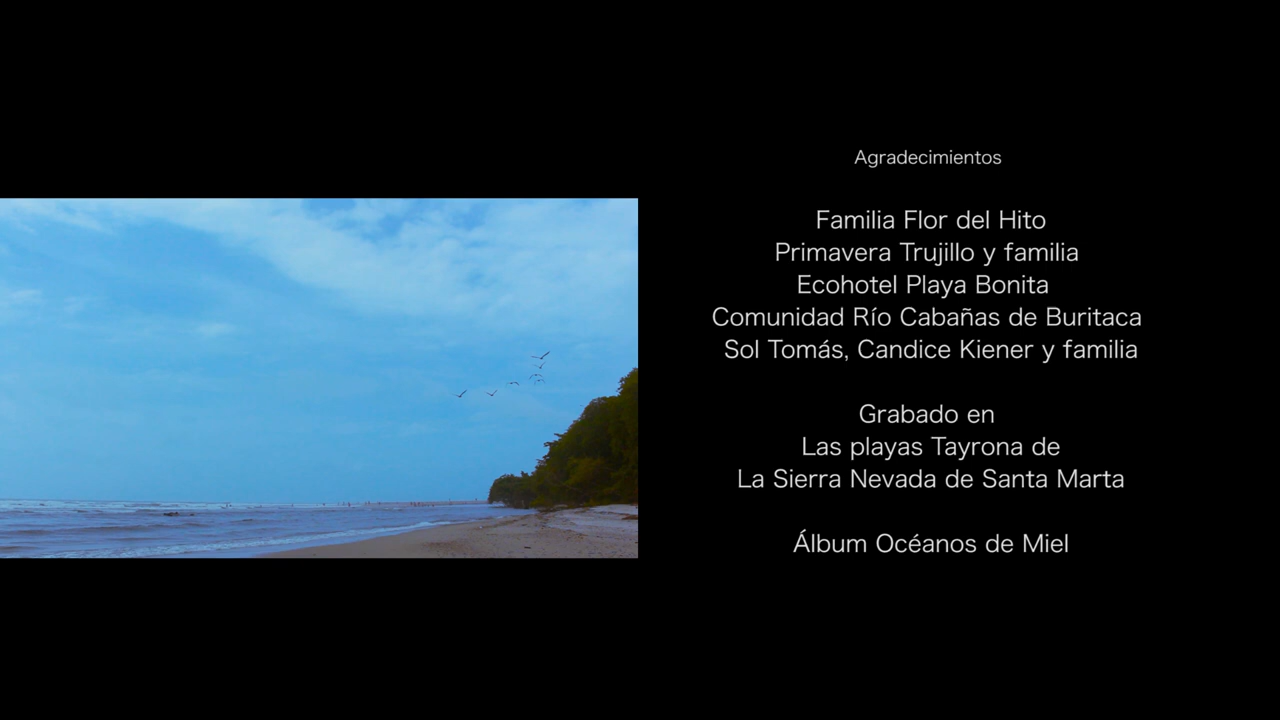 Agradecimientos
Familia Flor del Hito
Primavera Trujillo y familia
Ecohotel Playa Bonita
Comunidad Río Cabañas de Buritaca
Sol Tomás, Candice Kiener y familia
Grabado en
Las playas Tayrona de
La Sierra Nevada de Santa Marta
Álbum Océanos de Miel